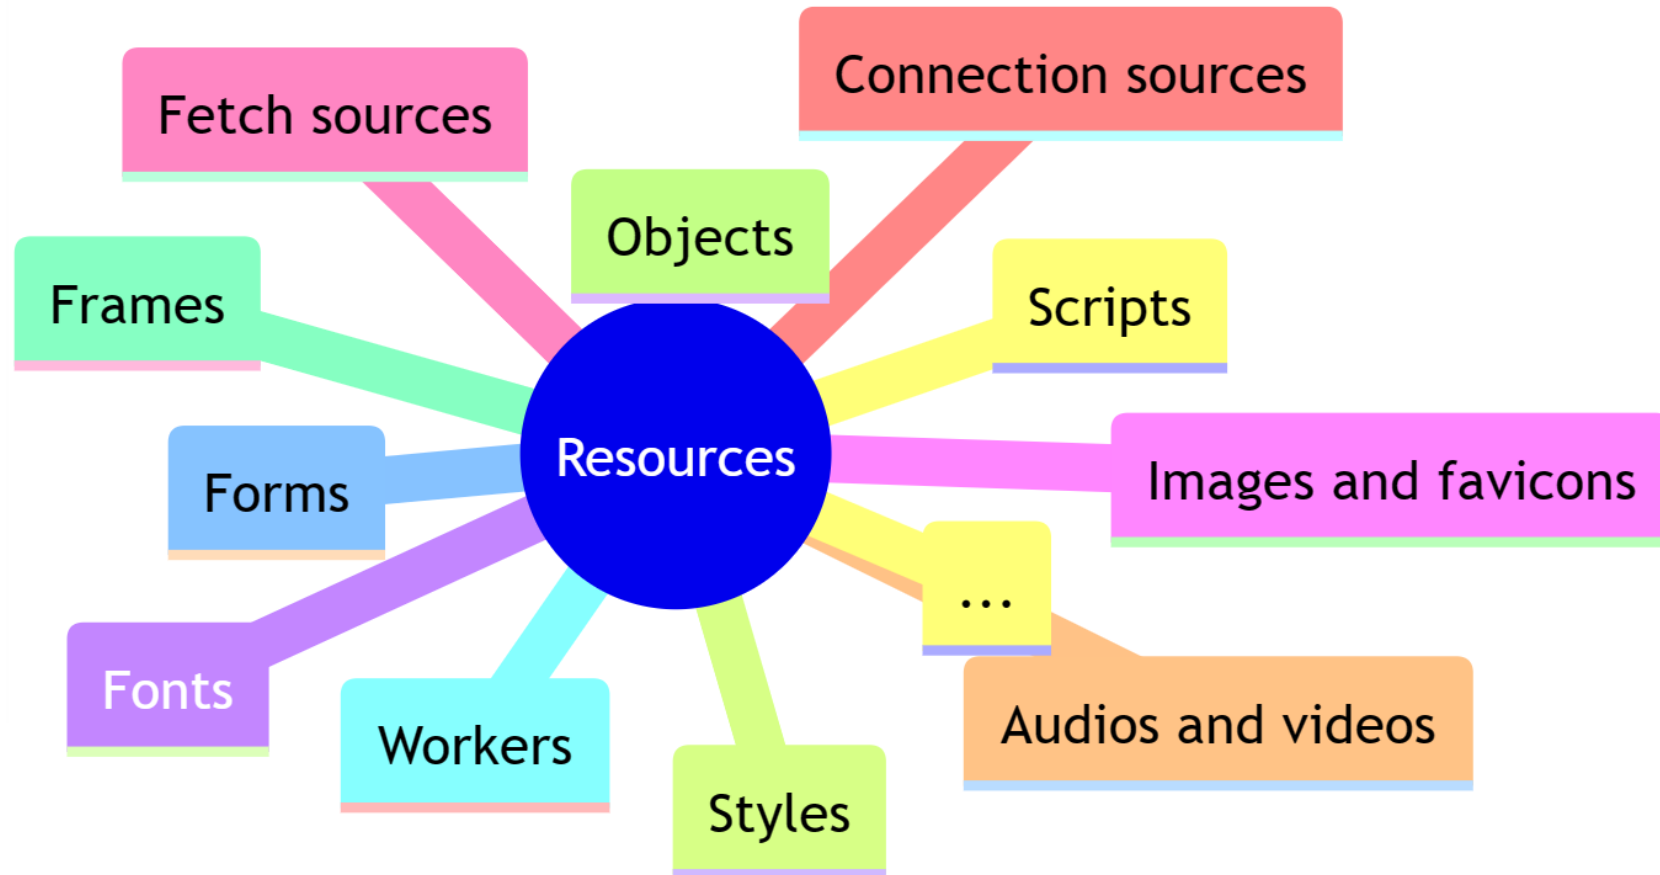 Connection sources
Fetch sources
Objects
Frames
Scripts
Resources
Images and favicons
Forms
...
Fonts
Workers
Audios and videos
Styles